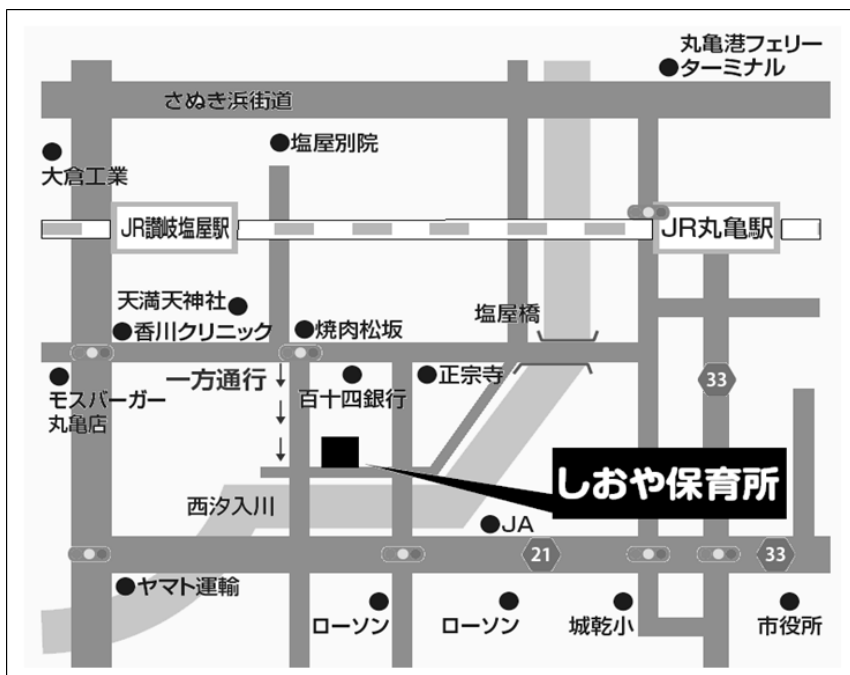 丸亀港フェリー
ターミナル
さぬき浜街道
塩屋別院
大倉工業
JR讃岐塩屋駅
JR丸亀駅
天満天神社
塩屋橋
香川クリニック
焼肉松坂
一方通行
正宗寺
33
モスバーガー
丸亀店
百十四銀行
しおや保育所
西汐入川
JA
21
33
ヤマト運輸
ローソン
ローソン
城乾小
市役所